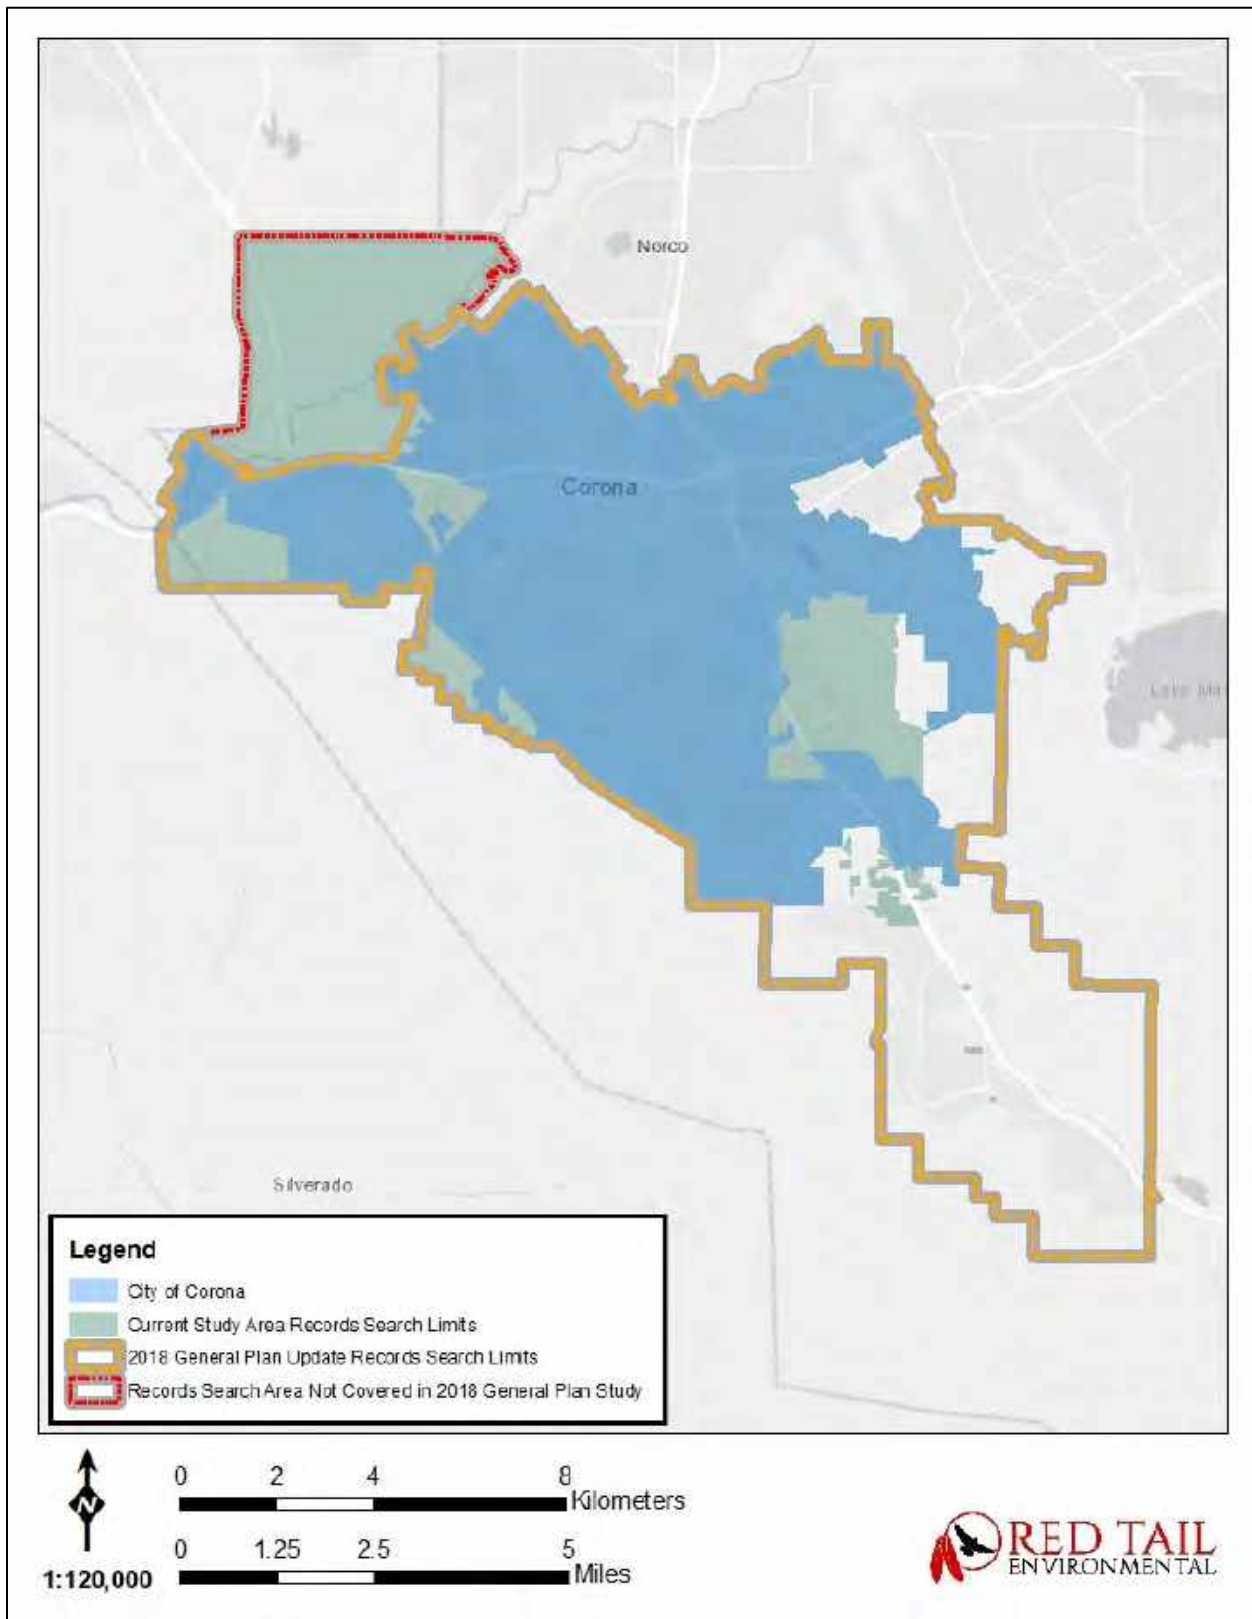 Norco
Corona
Silverado
Legend
City of Corona
Current Study Area Records Search Limits
2018 General Plan Update Records Search Limits
Records Search Area Not Covered in 2018 General Plan Study
N
1:120,000
0 2 4 8
Kilometers
0 1.25 2.5 5
Miles
RED TAIL
ENVIRONMENTAL